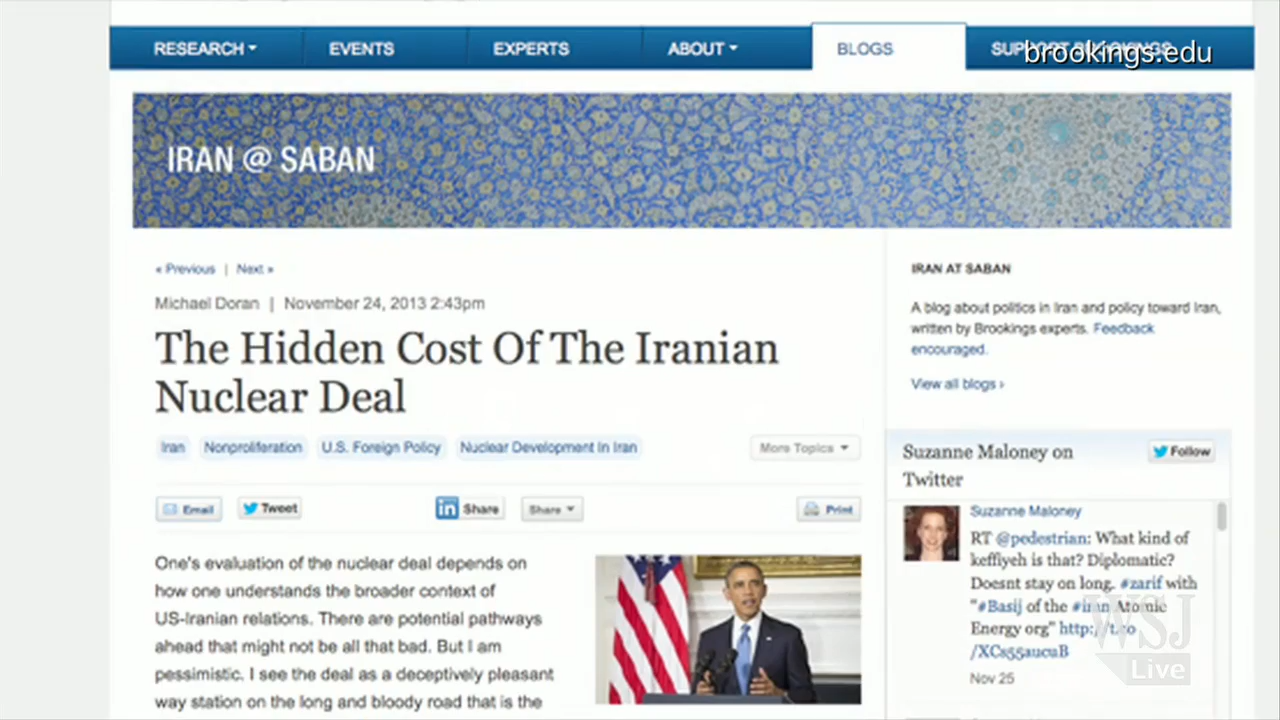 RESEARCH
EVENTS
EXPERTS
ABOUT
BLOGS
SUPPORT BROOKINGS
brookings.edu
IRAN @ SABAN
« Previous | Next »
Michael Doran | November 24, 2013 2:43pm
The Hidden Cost Of The Iranian
Nuclear Deal
Iran Nonproliferation U.S. Foreign Policy Nuclear Development In Iran
More Topics
Email Tweet Share Share Print
One's evaluation of the nuclear deal depends on
how one understands the broader context of
US-Iranian relations. There are potential pathways
ahead that might not be all that bad. But I am
pessimistic. I see the deal as a deceptively pleasant
way station on the long and bloody road that is the
IRAN AT SABAN
A blog about politics in Iran and policy toward Iran,
written by Brookings experts. Feedback
encouraged.
View all blogs ›
Suzanne Maloney on
Twitter
Follow
Suzanne Maloney
RT @pedestrian: What kind of
keffiyeh is that? Diplomatic?
Doesnt stay on long. #zarif with
"#Basij of the #iran Atomic
Energy org" http://t.co
/XCs55aucuB
Nov 25
WSJ
Live